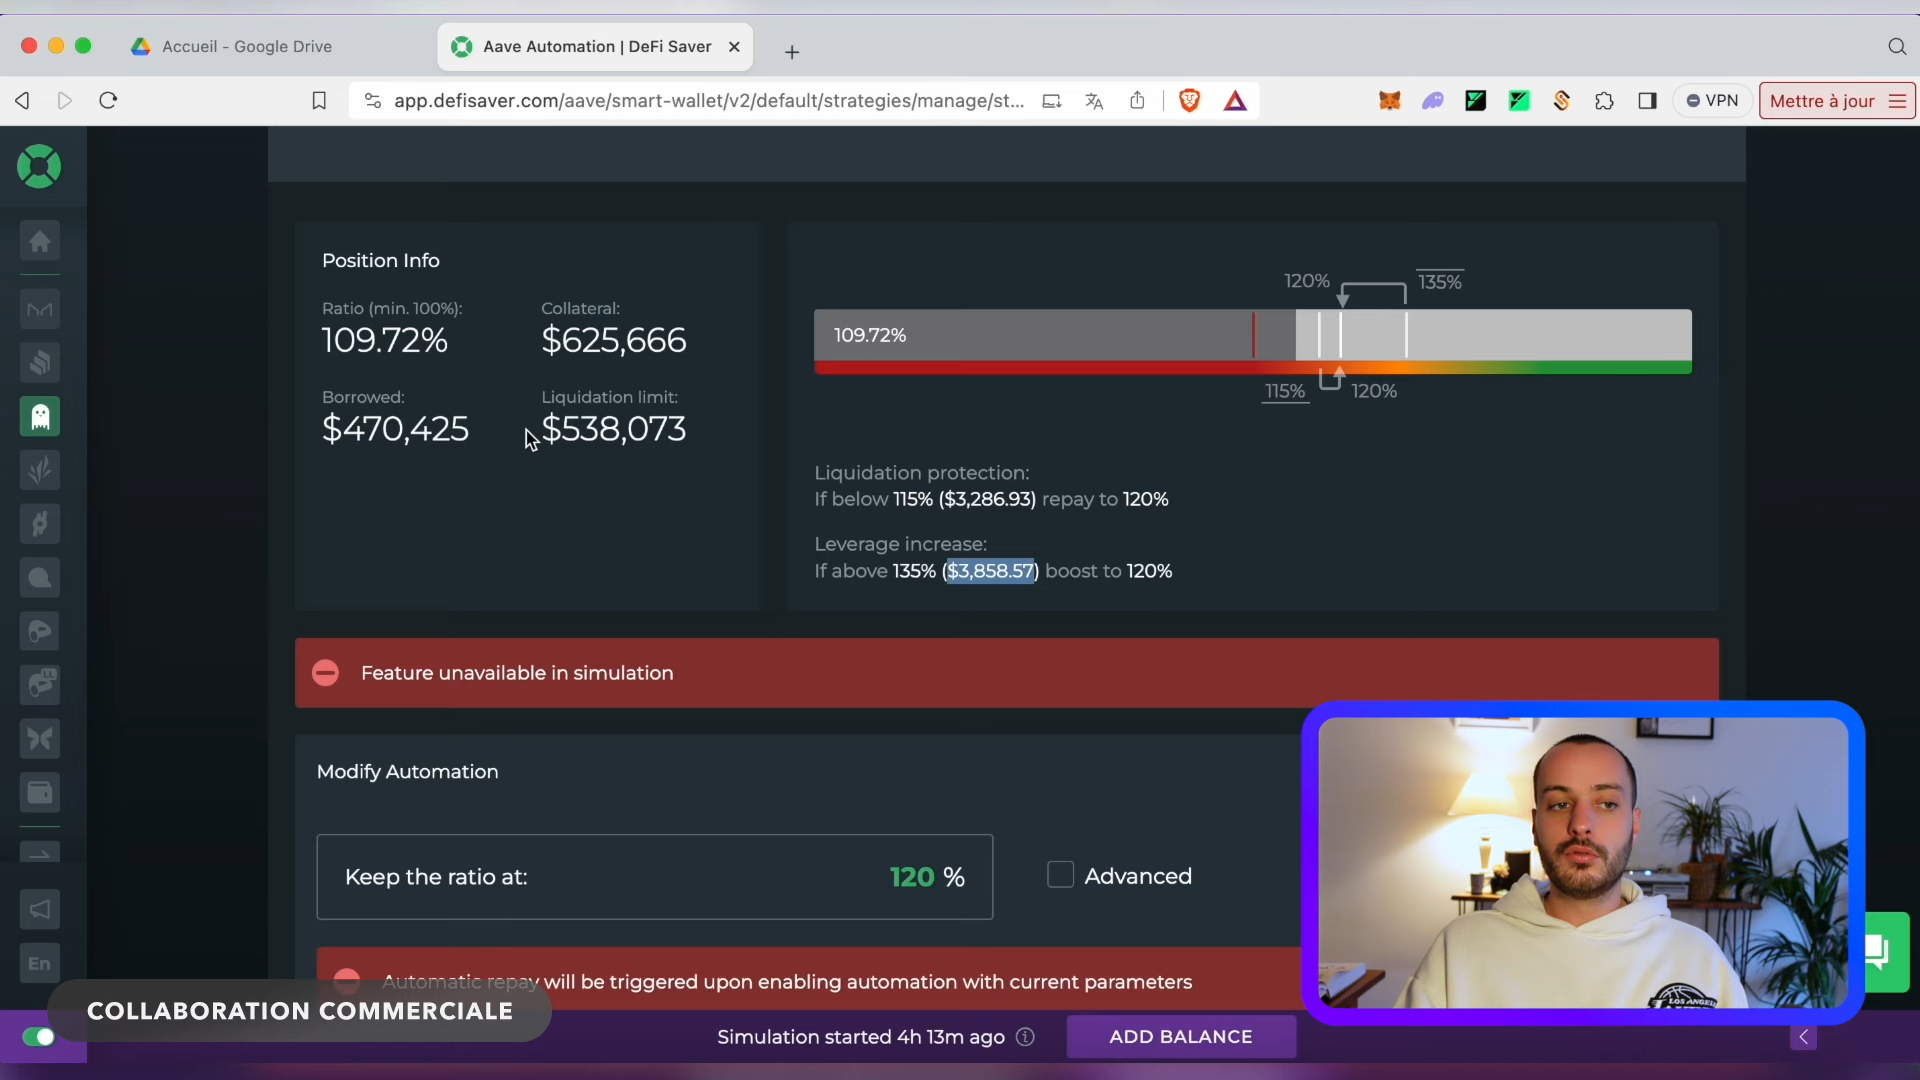 Accueil - Google Drive
Aave Automation | DeFi Saver
app.defisaver.com/aave/smart-wallet/v2/default/strategies/manage/st...
VPN
Mettre à jour
Position Info
Ratio (min. 100%):
109.72%
Collateral:
$625,666
Borrowed:
$470,425
Liquidation limit:
$538,073
120%
135%
109.72%
115%
120%
Liquidation protection:
If below 115% ($3,286.93) repay to 120%
Leverage increase:
If above 135% ($3,858.57) boost to 120%
Feature unavailable in simulation
Modify Automation
Keep the ratio at:
120 %
Advanced
Automatic repay will be triggered upon enabling automation with current parameters
En
COLLABORATION COMMERCIALE
Simulation started 4h 13m ago
ADD BALANCE
LOS ANGELES